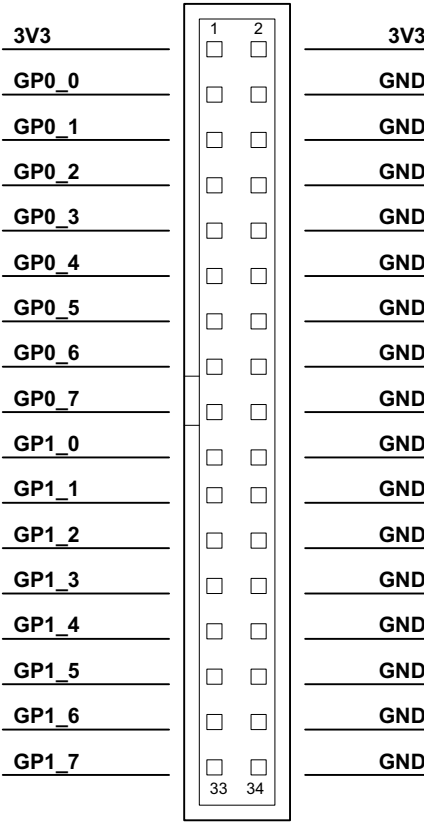 1 2
3V3 3V3
GP0_0 GND
GP0_1 GND
GP0_2 GND
GP0_3 GND
GP0_4 GND
GP0_5 GND
GP0_6 GND
GP0_7 GND
GP1_0 GND
GP1_1 GND
GP1_2 GND
GP1_3 GND
GP1_4 GND
GP1_5 GND
GP1_6 GND
GP1_7 GND
33 34